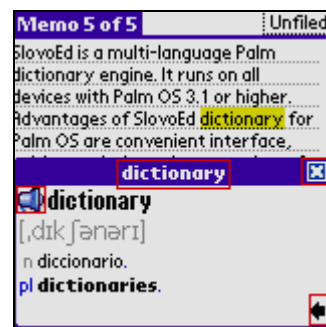 Memo 5 of 5 Unfiled
SlovoEd is a multi-language Palm
dictionary engine. It runs on all
devices with Palm OS 3.1 or higher.
Advantages of SlovoEd dictionary for
Palm OS are convenient interface,
dictionary
dictionary
[,dɪkʃənərɪ]
n diccionario.
pl dictionaries.